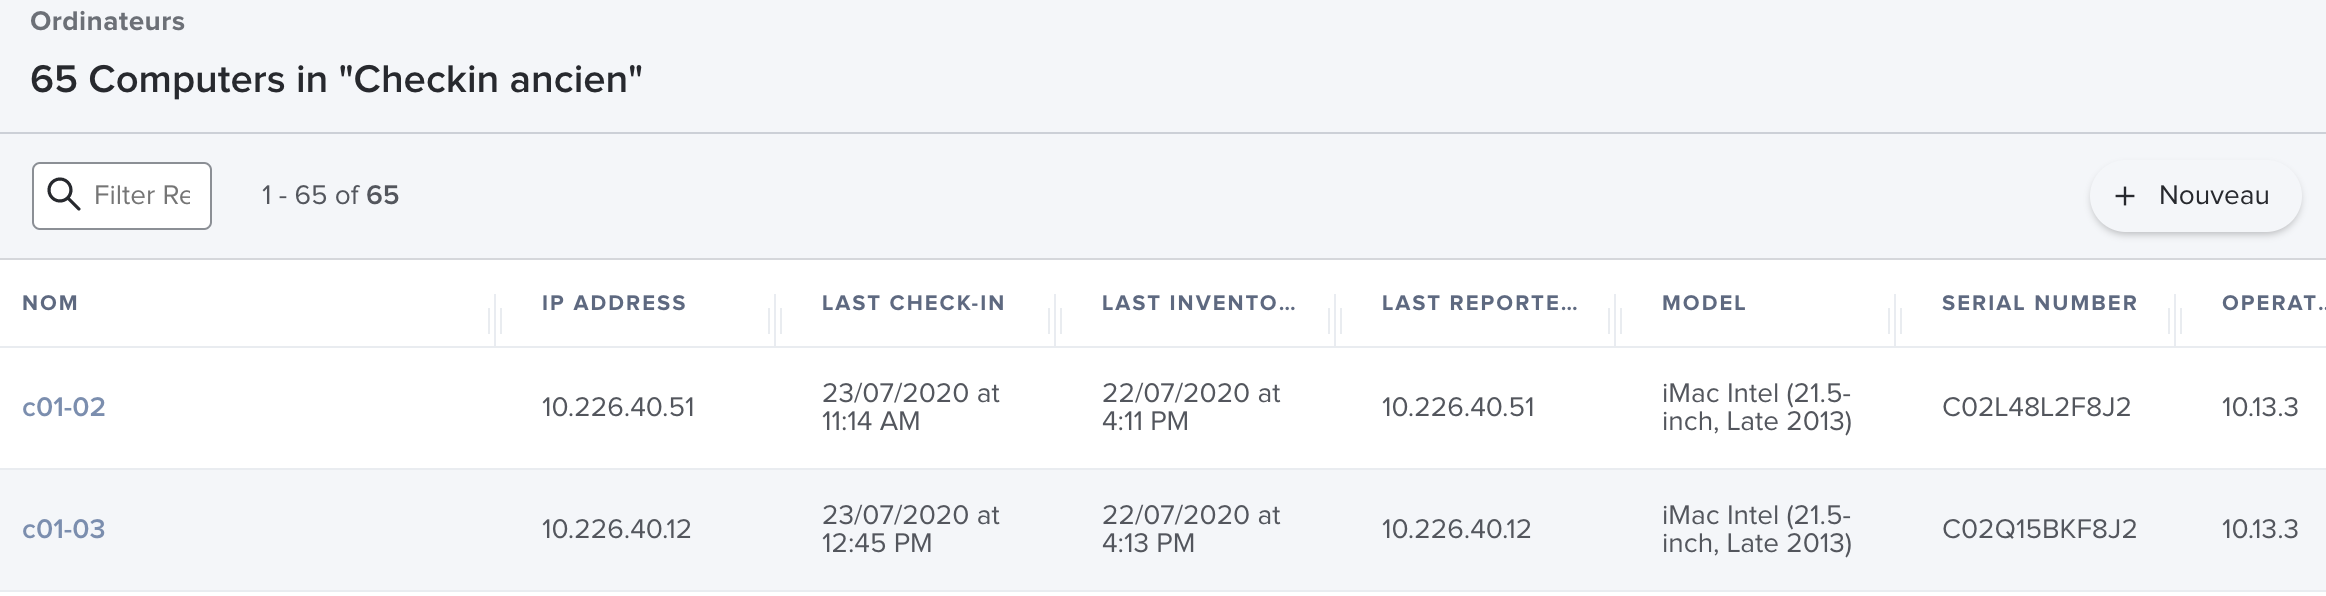 Ordinateurs
65 Computers in "Checkin ancien"
Filter Re
1 - 65 of 65
+ Nouveau
NOM IP ADDRESS LAST CHECK-IN LAST INVENTO... LAST REPORTE... MODEL SERIAL NUMBER OPERAT..
c01-02 10.226.40.51 23/07/2020 at 11:14 AM 22/07/2020 at 4:11 PM 10.226.40.51 iMac Intel (21.5-inch, Late 2013) C02L48L2F8J2 10.13.3
c01-03 10.226.40.12 23/07/2020 at 12:45 PM 22/07/2020 at 4:13 PM 10.226.40.12 iMac Intel (21.5-inch, Late 2013) C02Q15BKF8J2 10.13.3